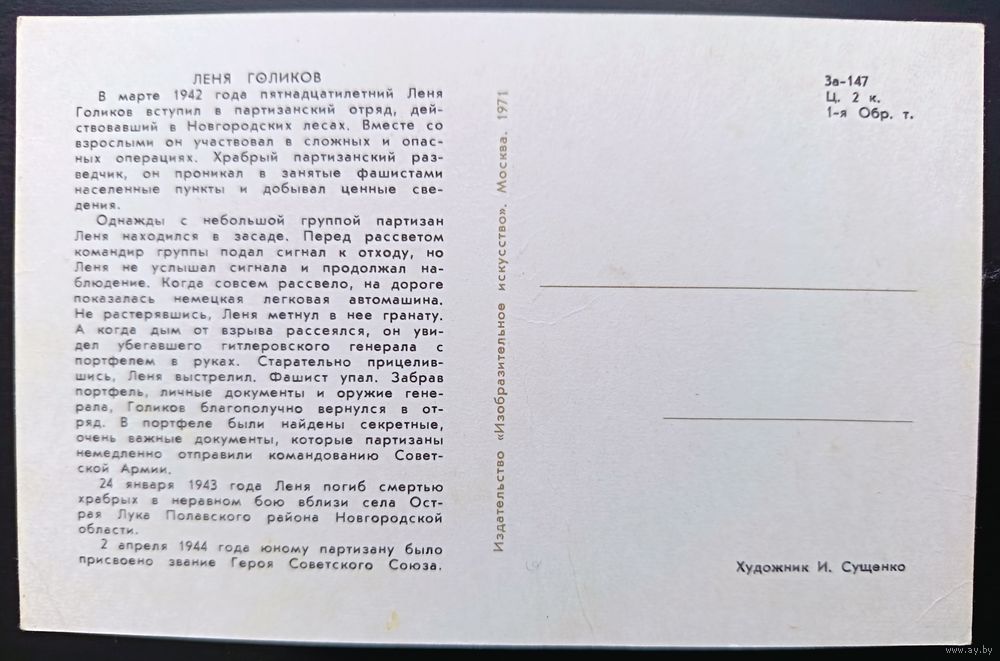 ЛЕНЯ ГОЛИКОВ
В марте 1942 года пятнадцатилетний Леня
Голиков вступил в партизанский отряд, дей-
ствовавший в Новгородских лесах. Вместе со
взрослыми он участвовал в сложных и опас-
ных операциях. Храбрый партизанский раз-
ведчик, он проникал в занятые фашистами
населенные пункты и добывал ценные све-
дения.
Однажды с небольшой группой партизан
Леня находился в засаде. Перед рассветом
командир группы подал сигнал к отходу, но
Леня не услышал сигнала и продолжал на-
блюдение. Когда совсем рассвело, на дороге
показалась немецкая легковая автомашина.
Не растерявшись, Леня метнул в нее гранату.
А когда дым от взрыва рассеялся, он уви-
дел убегавшего гитлеровского генерала с
портфелем в руках. Старательно прицелив-
шись, Леня выстрелил. Фашист упал. Забрав
портфель, личные документы и оружие гене-
рала, Голиков благополучно вернулся в от-
ряд. В портфеле были найдены секретные,
очень важные документы, которые партизаны
немедленно отправили командованию Совет-
ской Армии.
24 января 1943 года Леня погиб смертью
храбрых в неравном бою вблизи села Ост-
рая Лука Полавского района Новгородской
области.
2 апреля 1944 года юному партизану было
присвоено звание Героя Советского Союза.
Издательство «Изобразительное искусство». Москва. 1971
За-147
Ц. 2 к.
1-я Обр. т.
Художник И. Сущенко
www.ay.by